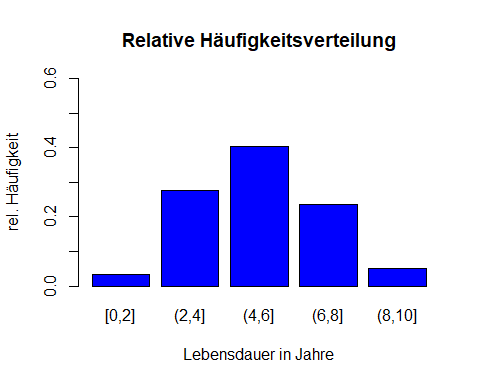 Relative Häufigkeitsverteilung
rel. Häufigkeit
0.6
0.4
0.2
0.0
[0,2] (2,4] (4,6] (6,8] (8,10]
Lebensdauer in Jahre